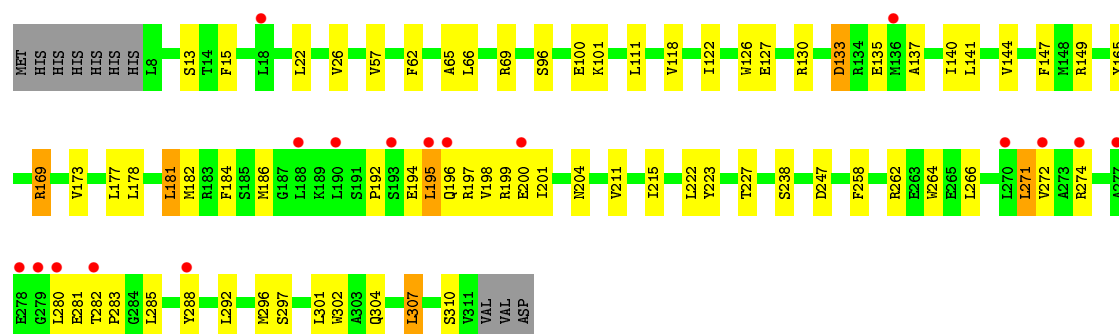 MET HIS HIS HIS HIS HIS HIS L8 S13 T14 F15 L18 L22 V26 V57 F62 A65 L66 R69 S96 E100 K101 L111 V118 I122 W126 E127 R130 D133 R134 E135 M136 A137 I140 L141 V144 F147 M148 R149
R169 V173 L177 L178 L181 M182 R183 F184 S185 M186 G187 L188 K189 L190 S191 P192 S193 E194 L195 Q196 R197 V198 R199 E200 I201 N204 V211 I215 L222 Y223 T227 S238 D247 F258 R262 E263 W264 E265 L266 L270 L271 V272 A273 R274
E278 G279 L280 E281 T282 P283 G284 L285 Y288 L292 M296 S297 L301 W302 A303 Q304 L307 S310 V311 VAL VAL ASP